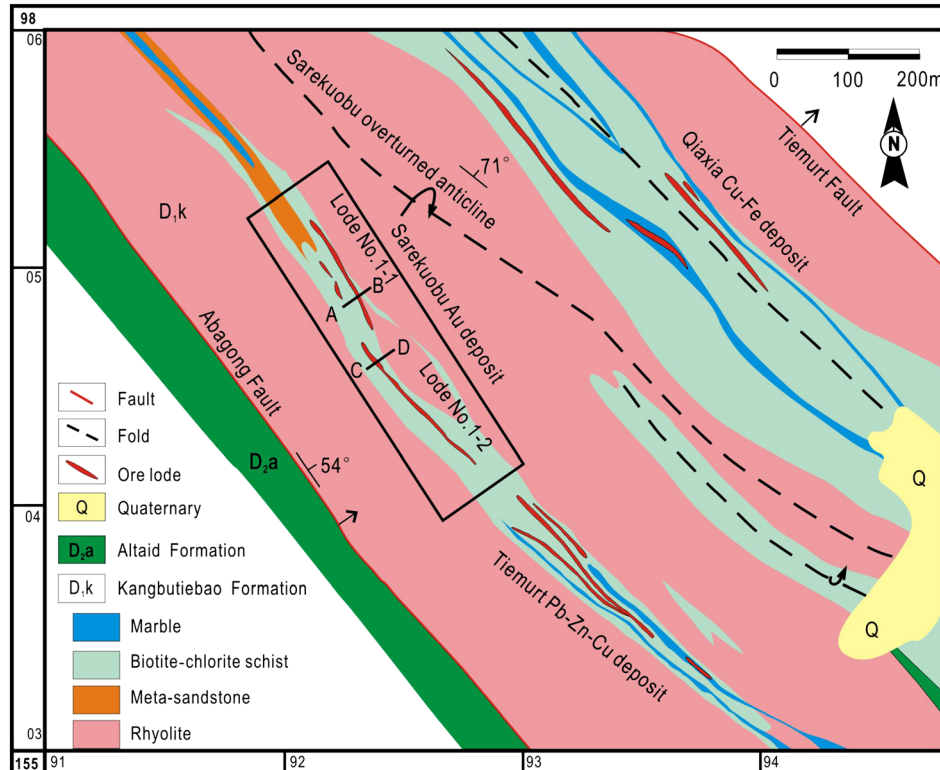 98
06
05
04
03
155
91
92
93
94
0 100 200m
N
Tiemurt Fault
Qiaxia Cu-Fe deposit
Sarekuobu overturned anticline
71°
D₁k
Lode No.1-1
Sarekuobu Au deposit
A
B
C
D
Lode No.1-2
Abagong Fault
D₂a
54°
Tiemurt Pb-Zn-Cu deposit
Q
Q
Fault
Fold
Ore lode
Q Quaternary
D₂a Altaid Formation
D₁k Kangbutiebao Formation
Marble
Biotite-chlorite schist
Meta-sandstone
Rhyolite